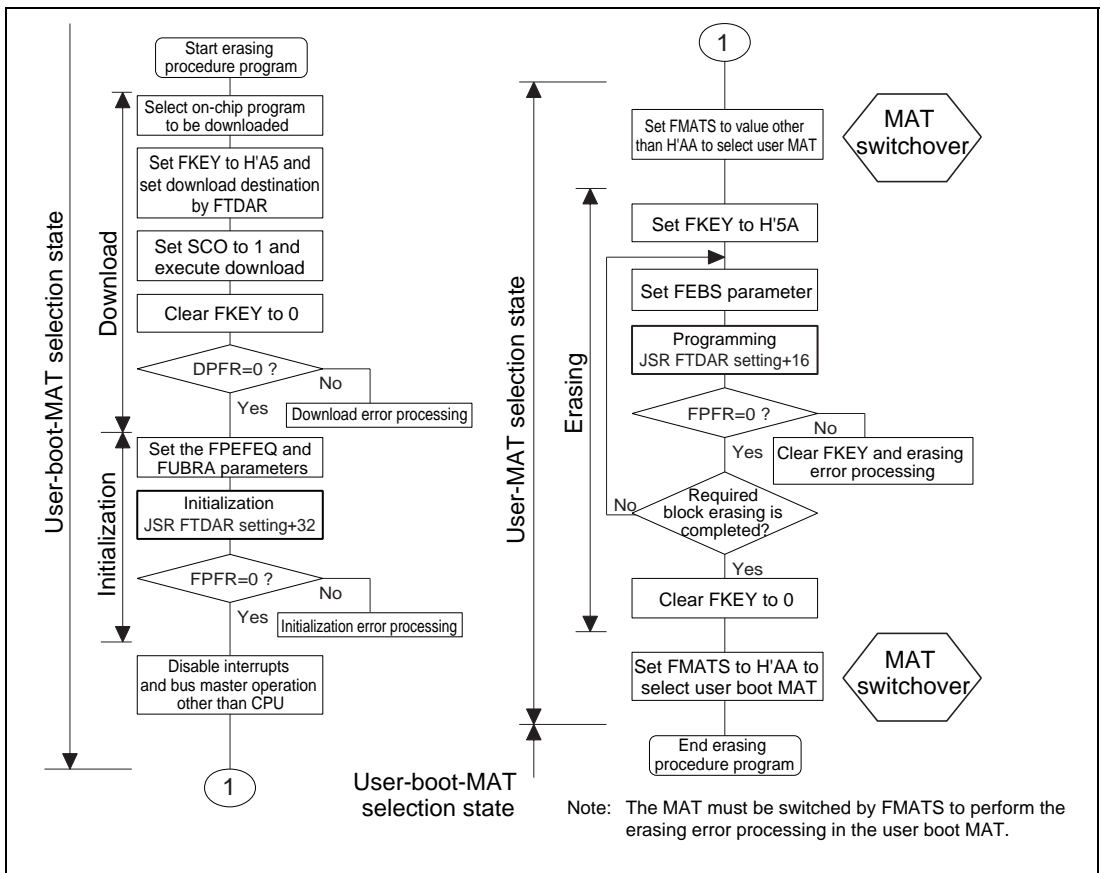 Start erasing
procedure program
Select on-chip program
to be downloaded
Set FKEY to H'A5 and
set download destination
by FTDAR
Set SCO to 1 and
execute download
Clear FKEY to 0
DPFR=0 ?
No
Yes
Download error processing
Set the FPEFEQ and
FUBRA parameters
Initialization
JSR FTDAR setting+32
FPFR=0 ?
No
Yes
Initialization error processing
Disable interrupts
and bus master operation
other than CPU
1
User-boot-MAT selection state
Download
Initialization
1
Set FMATS to value other
than H'AA to select user MAT
MAT
switchover
Set FKEY to H'5A
Set FEBS parameter
Programming
JSR FTDAR setting+16
FPFR=0 ?
No
Yes
Clear FKEY and erasing
error processing
Required
block erasing is
completed?
No
Yes
Clear FKEY to 0
Set FMATS to H'AA to
select user boot MAT
MAT
switchover
End erasing
procedure program
User-MAT selection state
Erasing
User-boot-MAT
selection state
Note: The MAT must be switched by FMATS to perform the
erasing error processing in the user boot MAT.